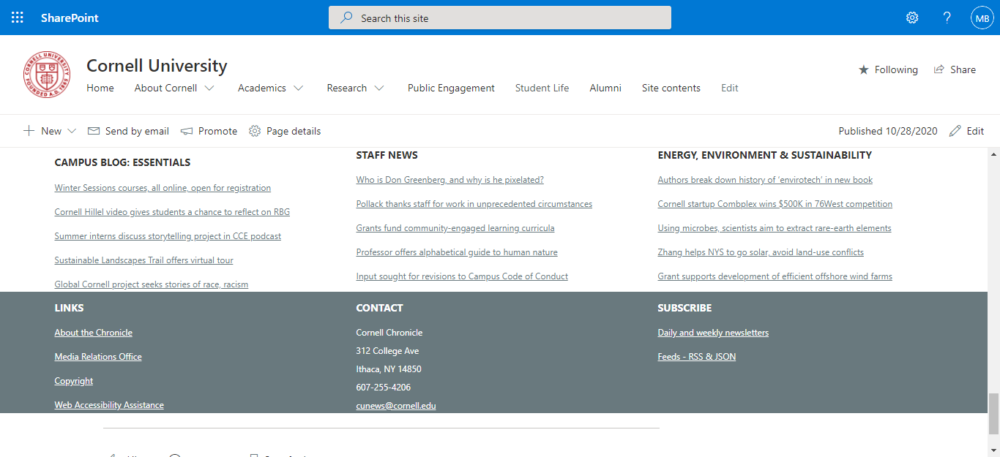 SharePoint
Search this site
MB
CORNELL UNIVERSITY
FOUNDED A.D. 1865
Cornell University
Home About Cornell Academics Research Public Engagement Student Life Alumni Site contents Edit
Following Share
New Send by email Promote Page details Published 10/28/2020 Edit
CAMPUS BLOG: ESSENTIALS
Winter Sessions courses, all online, open for registration
Cornell Hillel video gives students a chance to reflect on RBG
Summer interns discuss storytelling project in CCE podcast
Sustainable Landscapes Trail offers virtual tour
Global Cornell project seeks stories of race, racism
STAFF NEWS
Who is Don Greenberg, and why is he pixelated?
Pollack thanks staff for work in unprecedented circumstances
Grants fund community-engaged learning curricula
Professor offers alphabetical guide to human nature
Input sought for revisions to Campus Code of Conduct
ENERGY, ENVIRONMENT & SUSTAINABILITY
Authors break down history of ‘envirotech’ in new book
Cornell startup Combplex wins $500K in 76West competition
Using microbes, scientists aim to extract rare-earth elements
Zhang helps NYS to go solar, avoid land-use conflicts
Grant supports development of efficient offshore wind farms
LINKS
About the Chronicle
Media Relations Office
Copyright
Web Accessibility Assistance
CONTACT
Cornell Chronicle
312 College Ave
Ithaca, NY 14850
607-255-4206
cunews@cornell.edu
SUBSCRIBE
Daily and weekly newsletters
Feeds - RSS & JSON